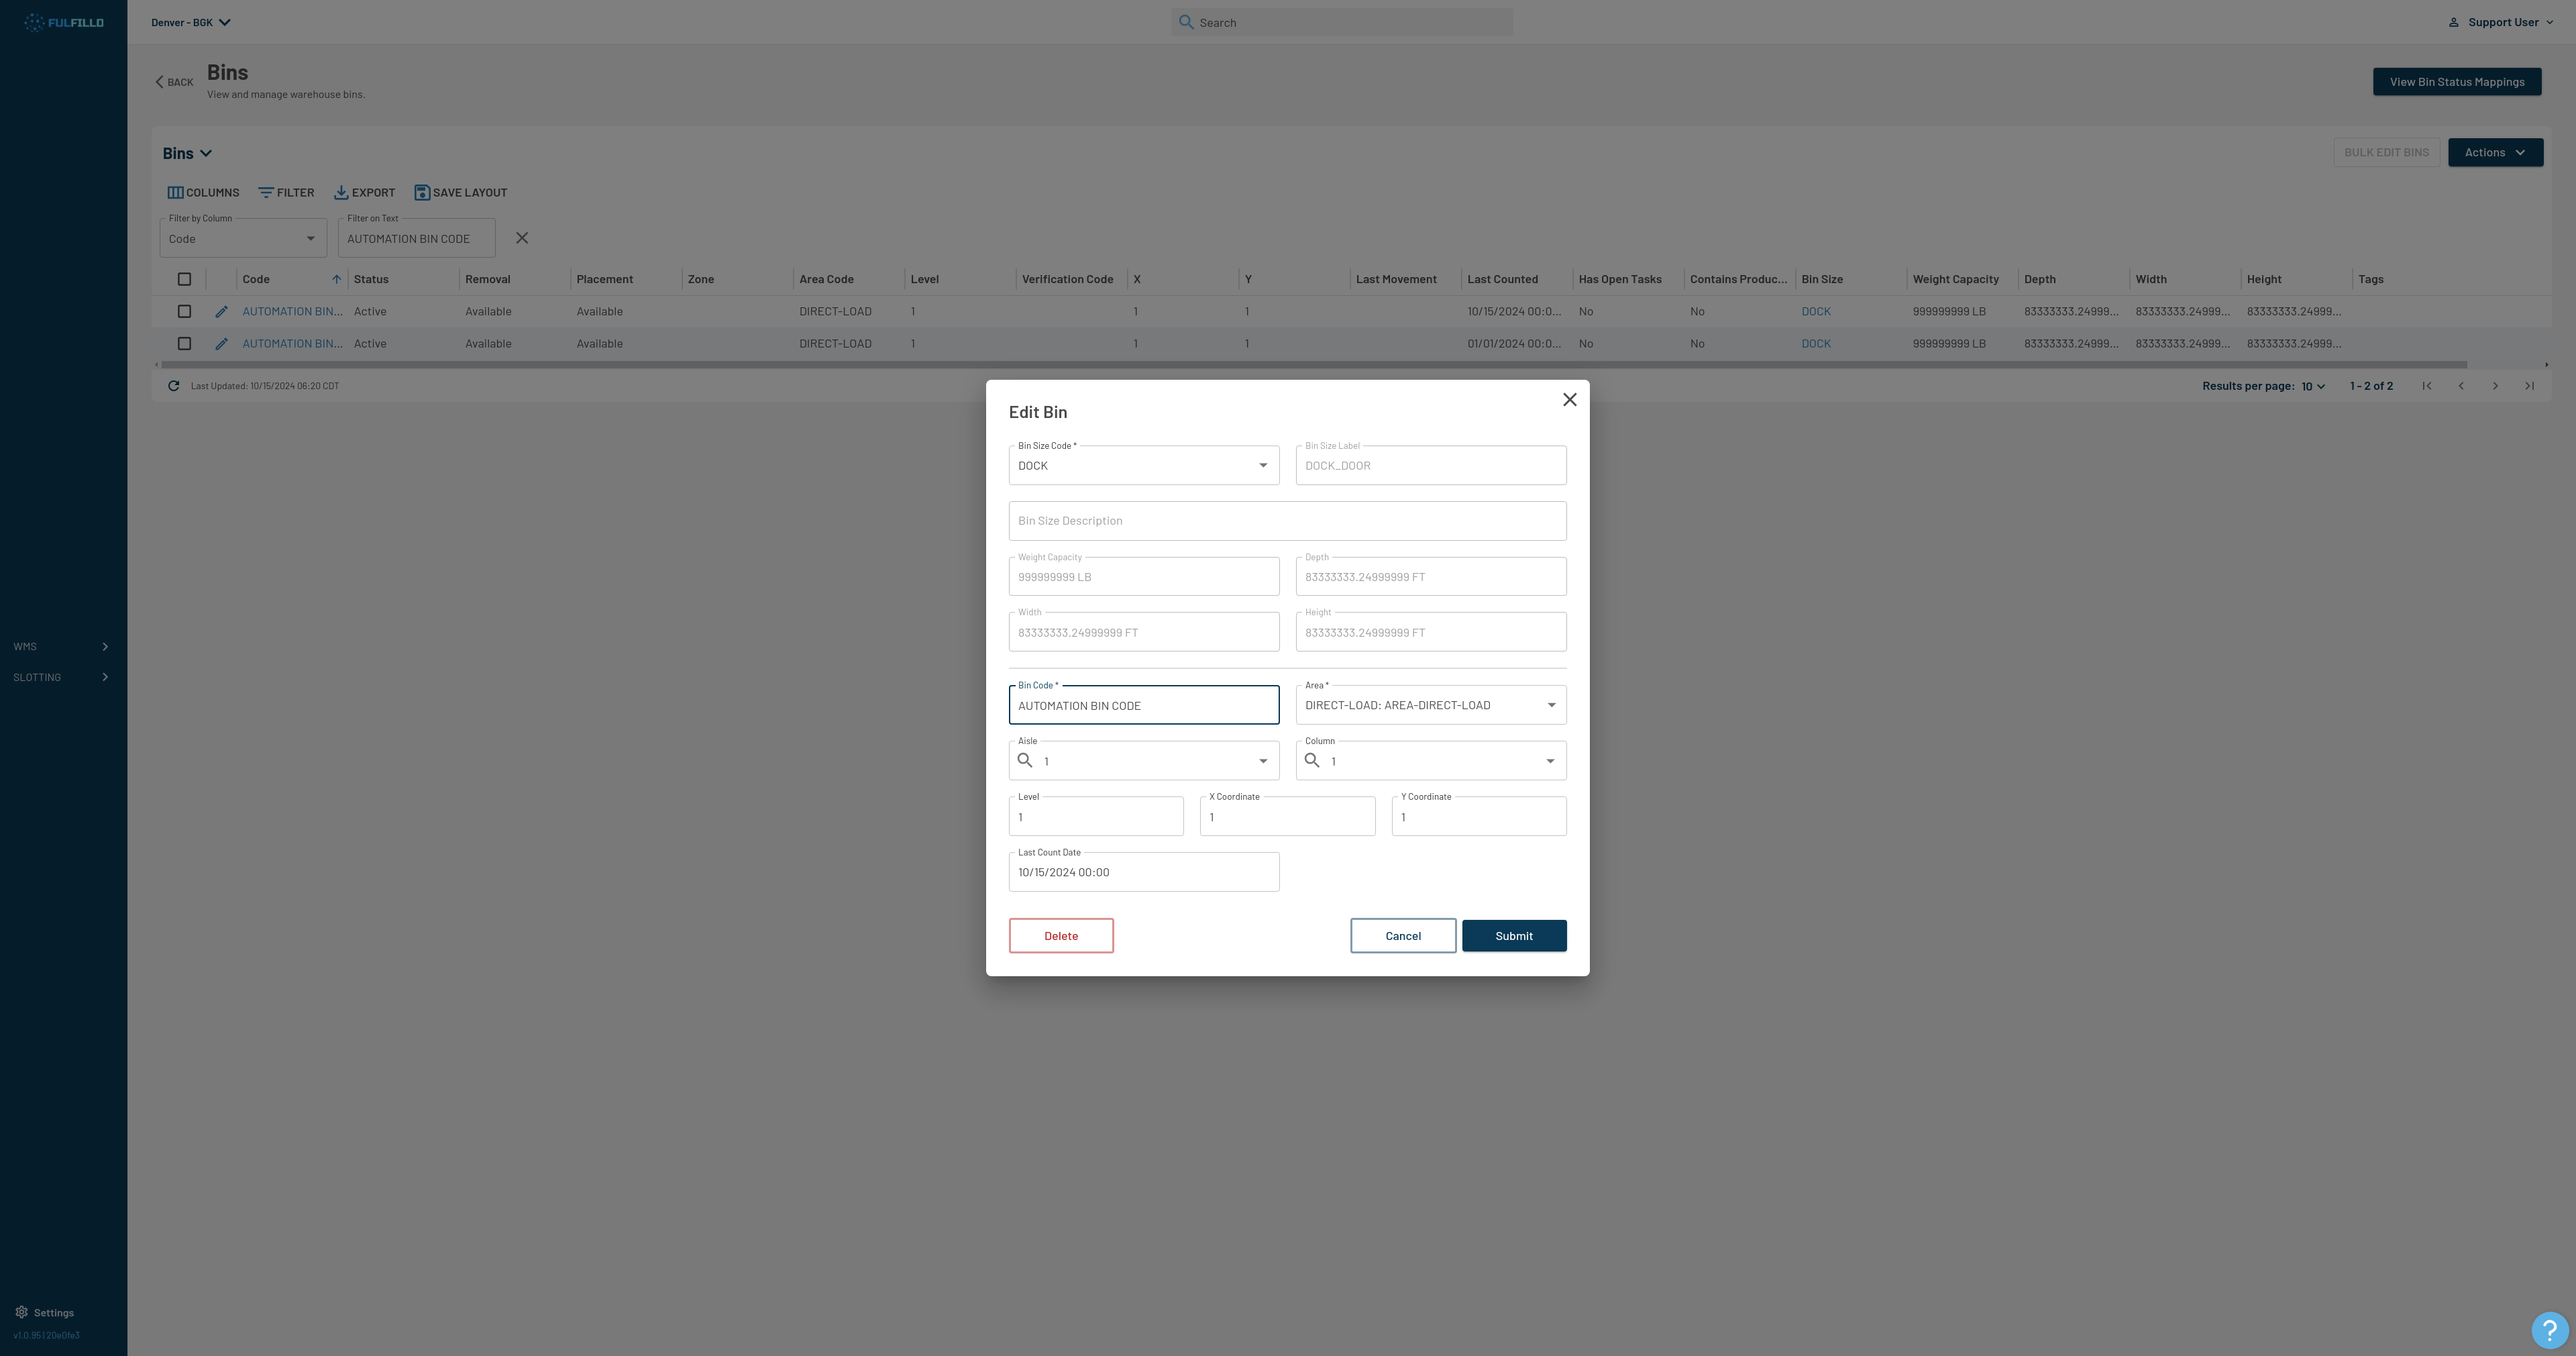 FULFILLD
Denver - BGK
Search
Support User
BACK
Bins
View and manage warehouse bins.
View Bin Status Mappings
Bins
BULK EDIT BINS
Actions
COLUMNS FILTER EXPORT SAVE LAYOUT
Filter by Column Filter on Text
Code AUTOMATION BIN CODE
Code Status Removal Placement Zone Area Code Level Verification Code X Y Last Movement Last Counted Has Open Tasks Contains Produc... Bin Size Weight Capacity Depth Width Height Tags
AUTOMATION BIN... Active Available Available DIRECT-LOAD 1 1 1 10/15/2024 00:0... No No DOCK 999999999 LB 83333333.24999... 83333333.24999... 83333333.24999...
AUTOMATION BIN... Active Available Available DIRECT-LOAD 1 1 1 01/01/2024 00:0... No No DOCK 999999999 LB 83333333.24999... 83333333.24999... 83333333.24999...
Last Updated: 10/15/2024 06:20 CDT
Results per page: 10 1 - 2 of 2
Edit Bin
Bin Size Code * Bin Size Label
DOCK DOCK_DOOR
Bin Size Description
Weight Capacity Depth
999999999 LB 83333333.24999999 FT
Width Height
83333333.24999999 FT 83333333.24999999 FT
Bin Code * Area *
AUTOMATION BIN CODE DIRECT-LOAD: AREA-DIRECT-LOAD
Aisle Column
1 1
Level X Coordinate Y Coordinate
1 1 1
Last Count Date
10/15/2024 00:00
Delete Cancel Submit
WMS
SLOTTING
Settings
v1.0.95 | 20e0fe3
?